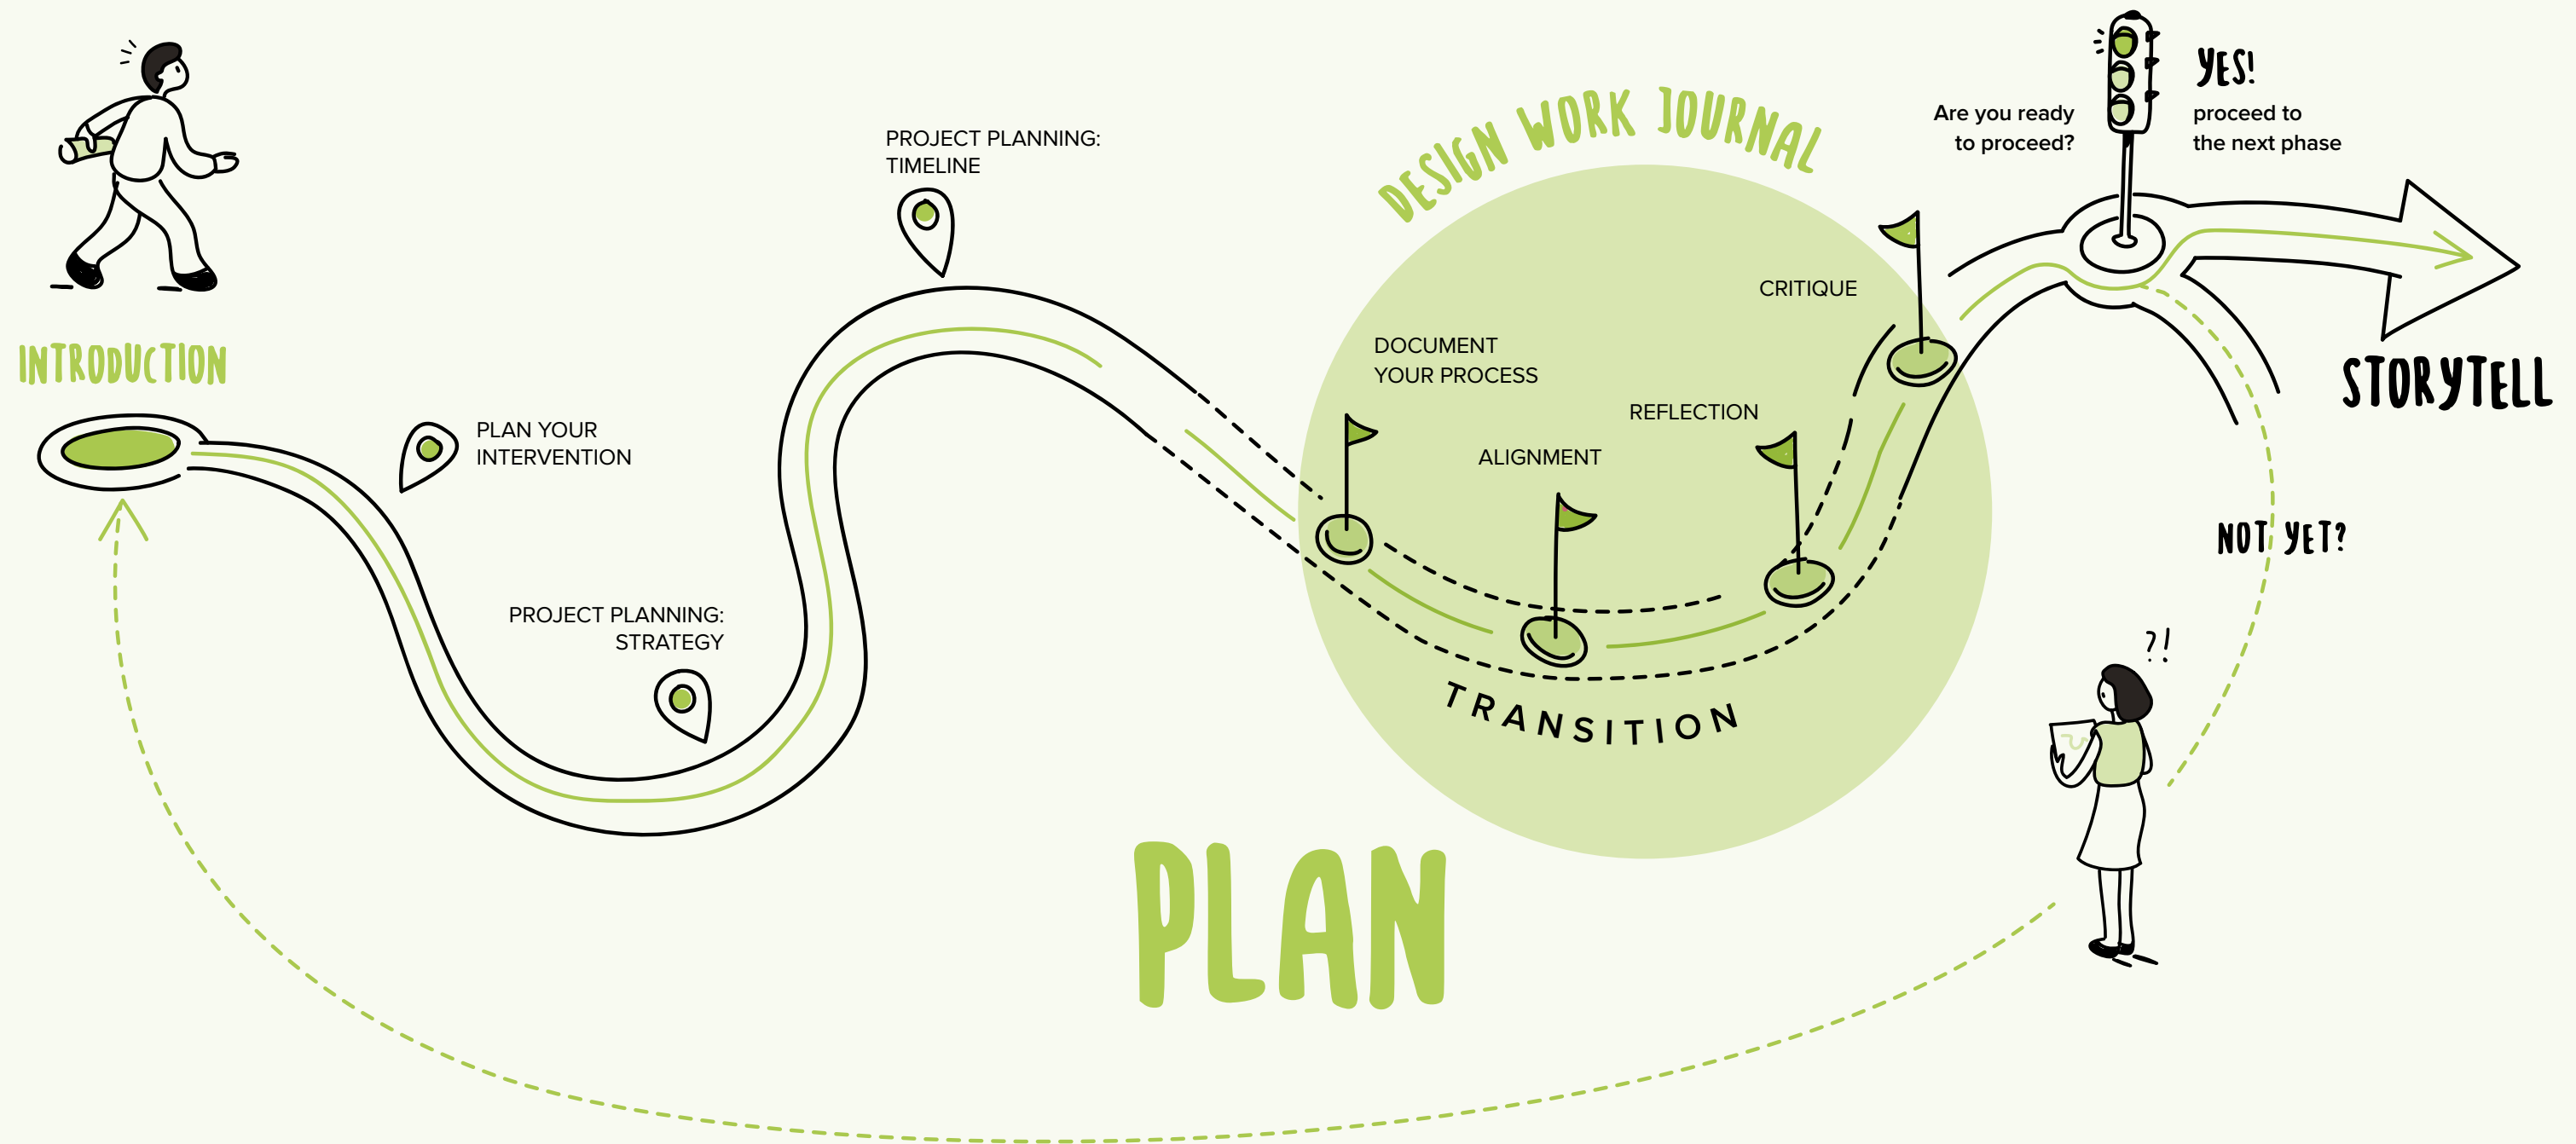 INTRODUCTION
PLAN YOUR
INTERVENTION
PROJECT PLANNING:
STRATEGY
PROJECT PLANNING:
TIMELINE
DESIGN WORK JOURNAL
DOCUMENT
YOUR PROCESS
ALIGNMENT
REFLECTION
CRITIQUE
TRANSITION
Are you ready
to proceed?
YES!
proceed to
the next phase
STORYTELL
NOT YET?
?!
PLAN